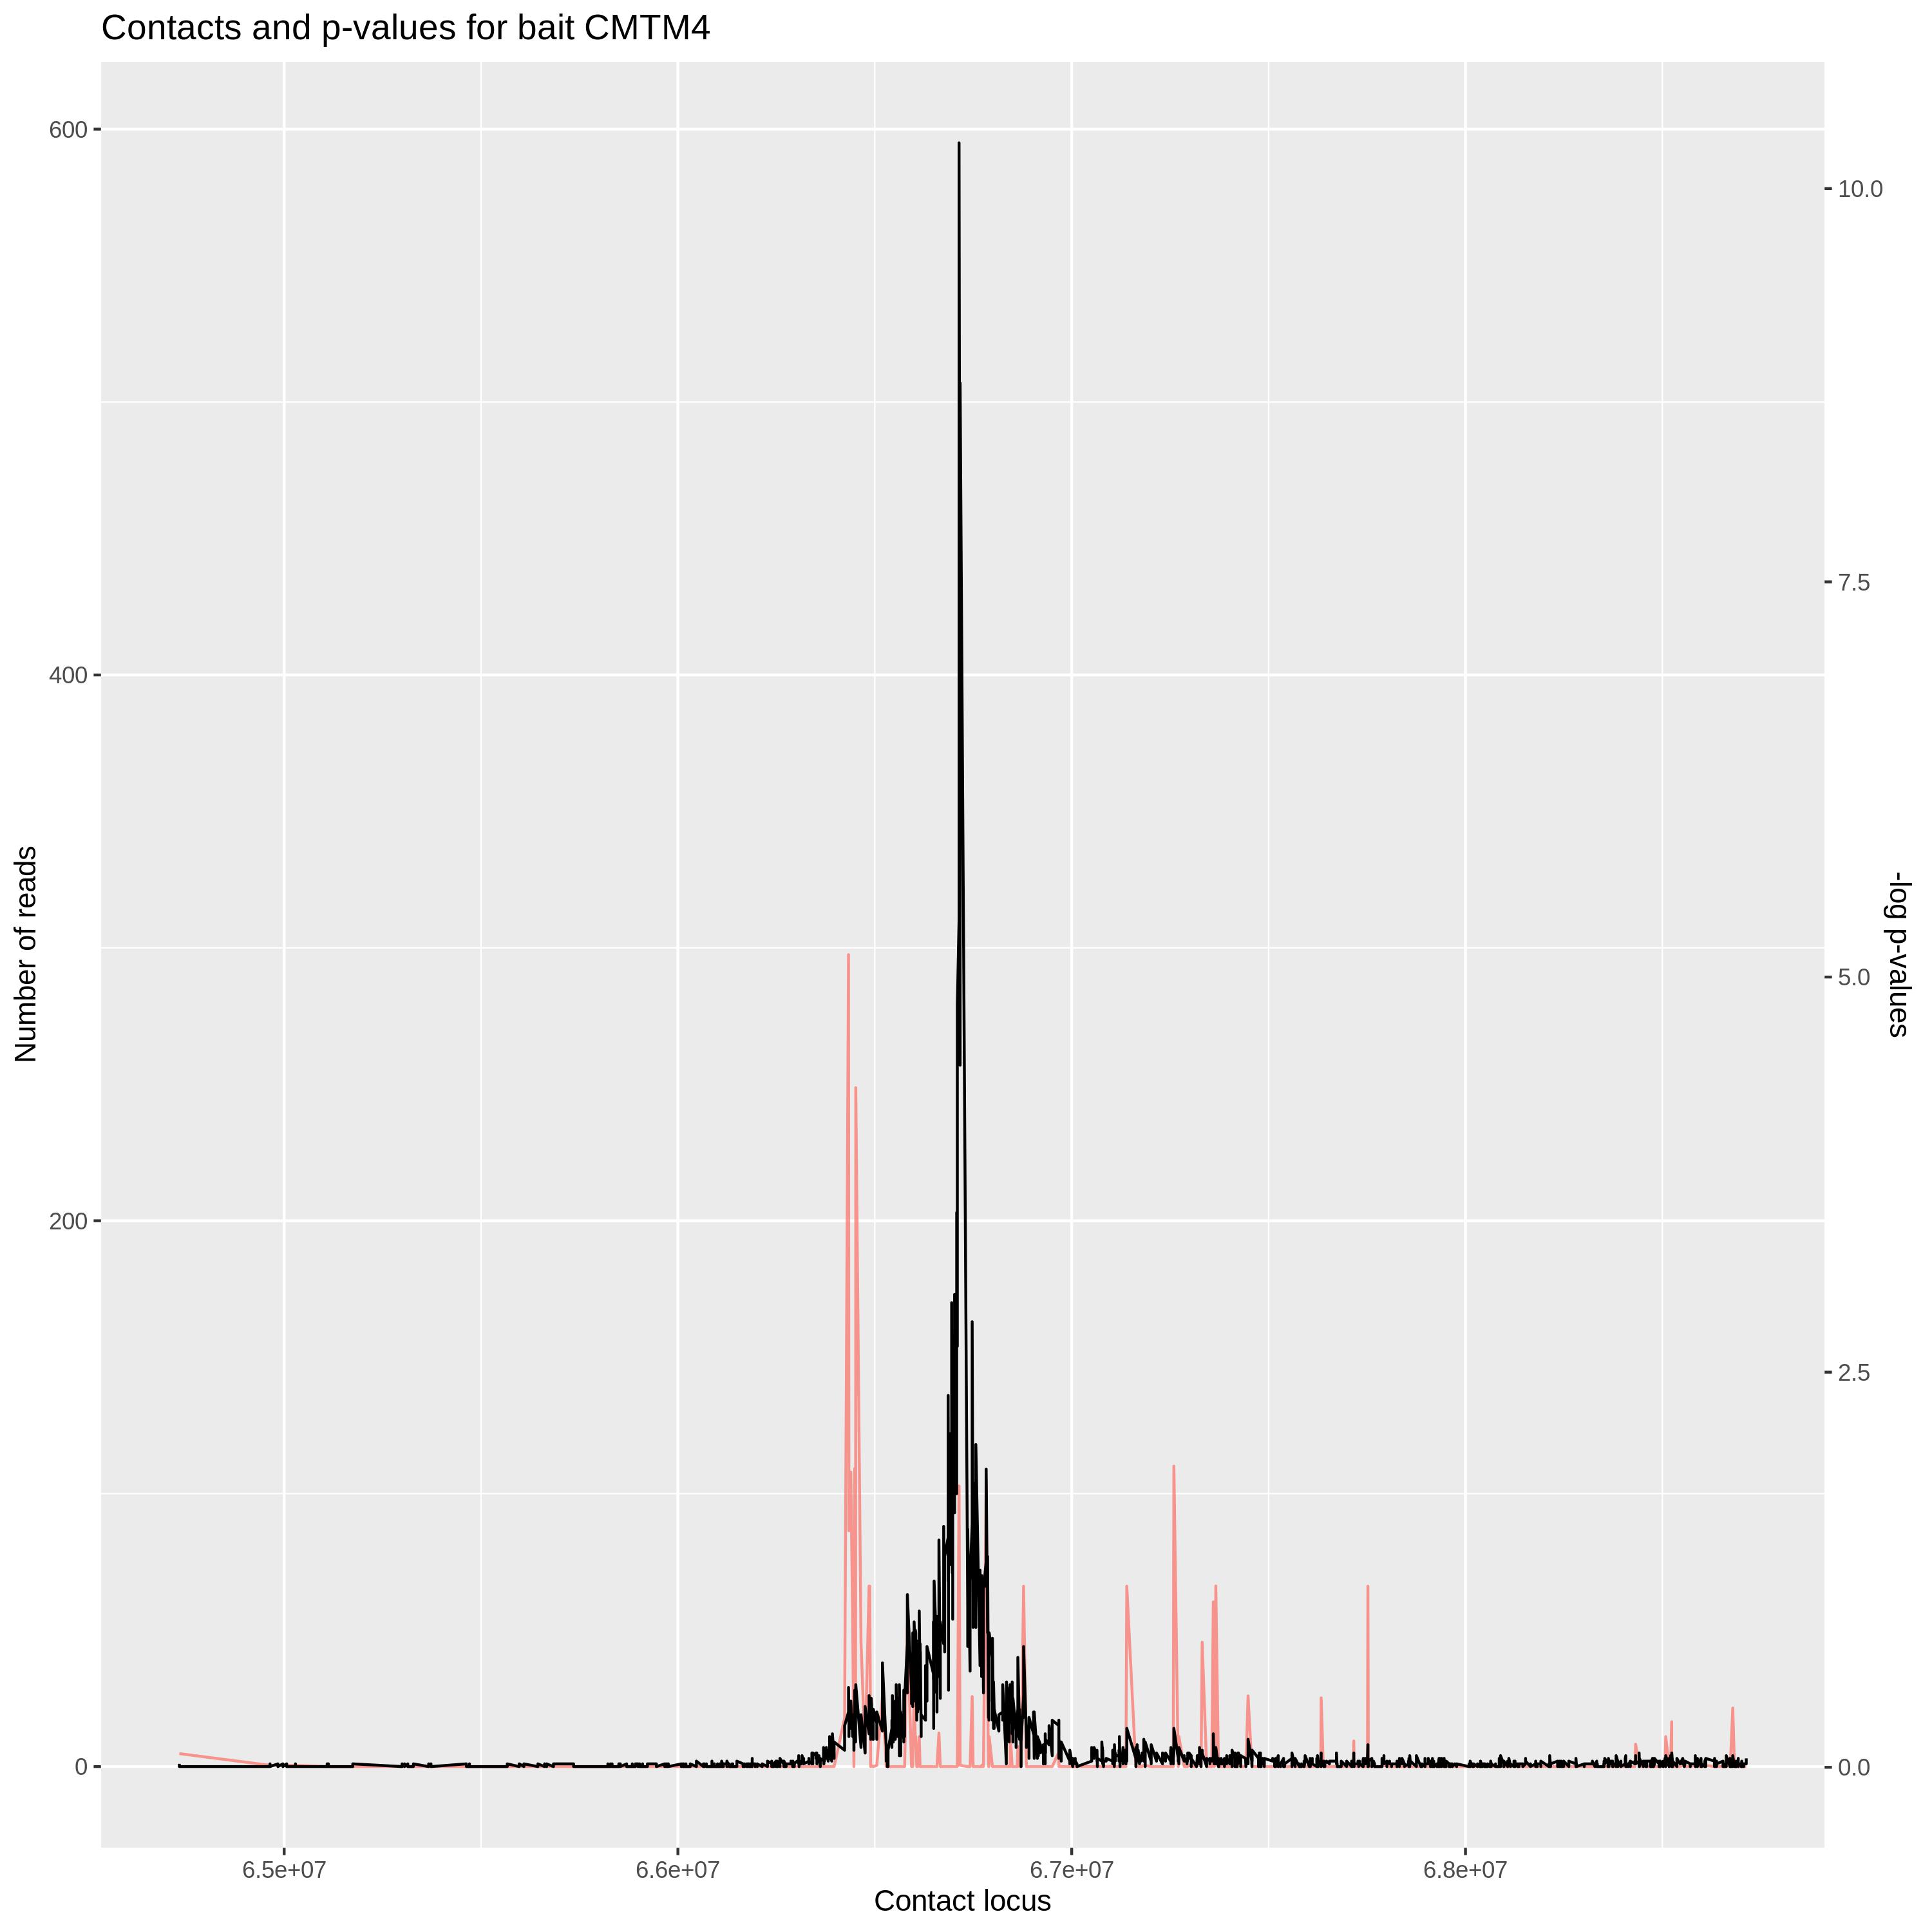 Contacts and p-values for bait CMTM4
600
400
200
0
Number of reads
10.0
7.5
5.0
2.5
0.0
-log p-values
6.5e+07
6.6e+07
6.7e+07
6.8e+07
Contact locus